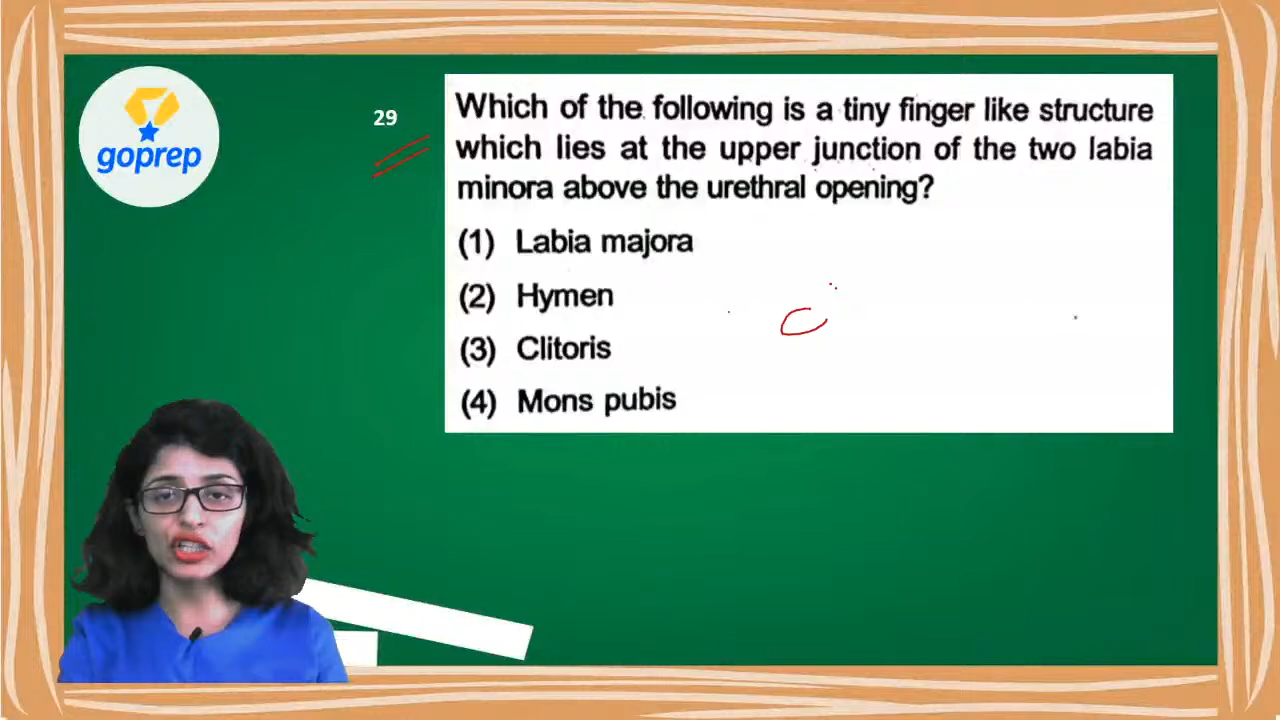 goprep
29
Which of the following is a tiny finger like structure
which lies at the upper junction of the two labia
minora above the urethral opening?
(1) Labia majora
(2) Hymen
(3) Clitoris
(4) Mons pubis